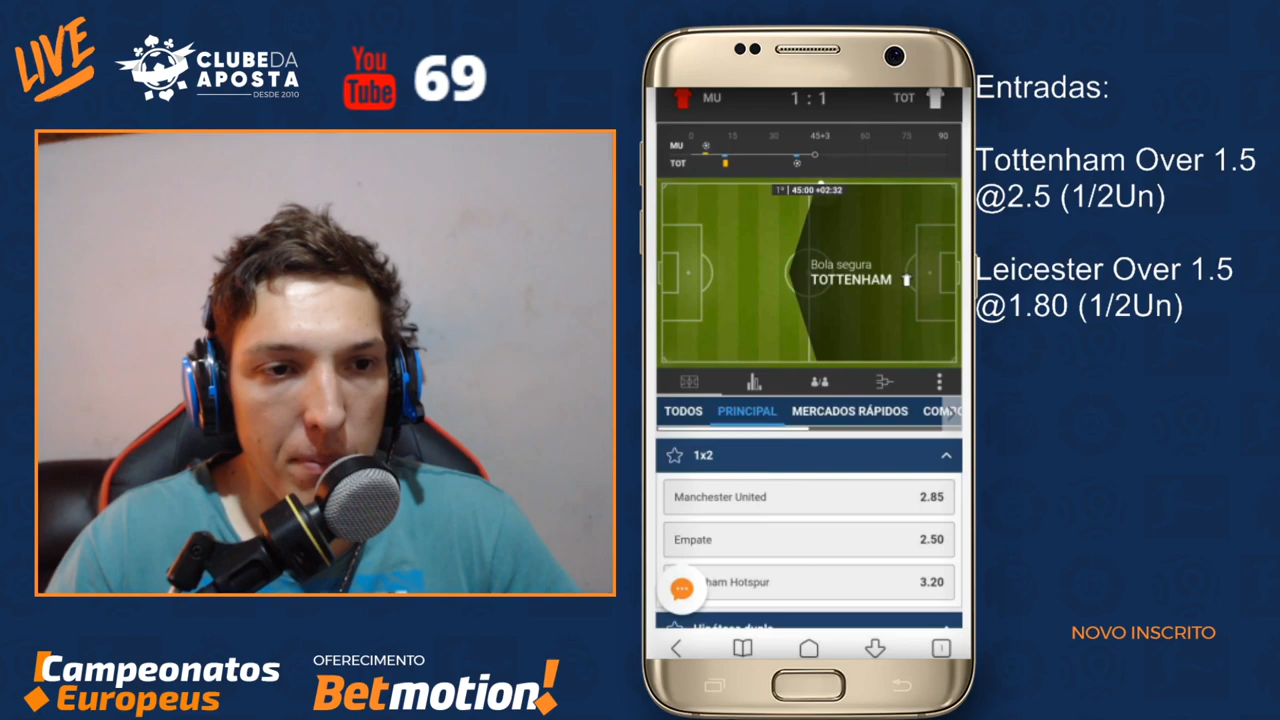 LIVE
CLUBEDA
APOSTA
DESDE 2010
You
Tube
69
MU
1 : 1
TOT
0 15 30 45+3 60 75 90
MU
TOT
1º 45:00 +02:32
Bola segura
TOTTENHAM
TODOS
PRINCIPAL
MERCADOS RÁPIDOS
1x2
Manchester United
2.85
Empate
2.50
ham Hotspur
3.20
1
Entradas:
Tottenham Over 1.5
@2.5 (1/2Un)
Leicester Over 1.5
@1.80 (1/2Un)
NOVO INSCRITO
Campeonatos
Europeus
OFERECIMENTO
Betmotion!